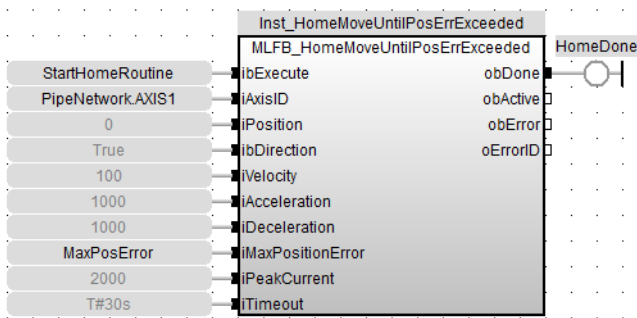 Inst_HomeMoveUntilPosErrExceeded
MLFB_HomeMoveUntilPosErrExceeded HomeDone
StartHomeRoutine ibExecute obDone
PipeNetwork.AXIS1 iAxisID obActive
0 iPosition obError
True ibDirection oErrorID
100 iVelocity
1000 iAcceleration
1000 iDeceleration
MaxPosError iMaxPositionError
2000 iPeakCurrent
T#30s iTimeout